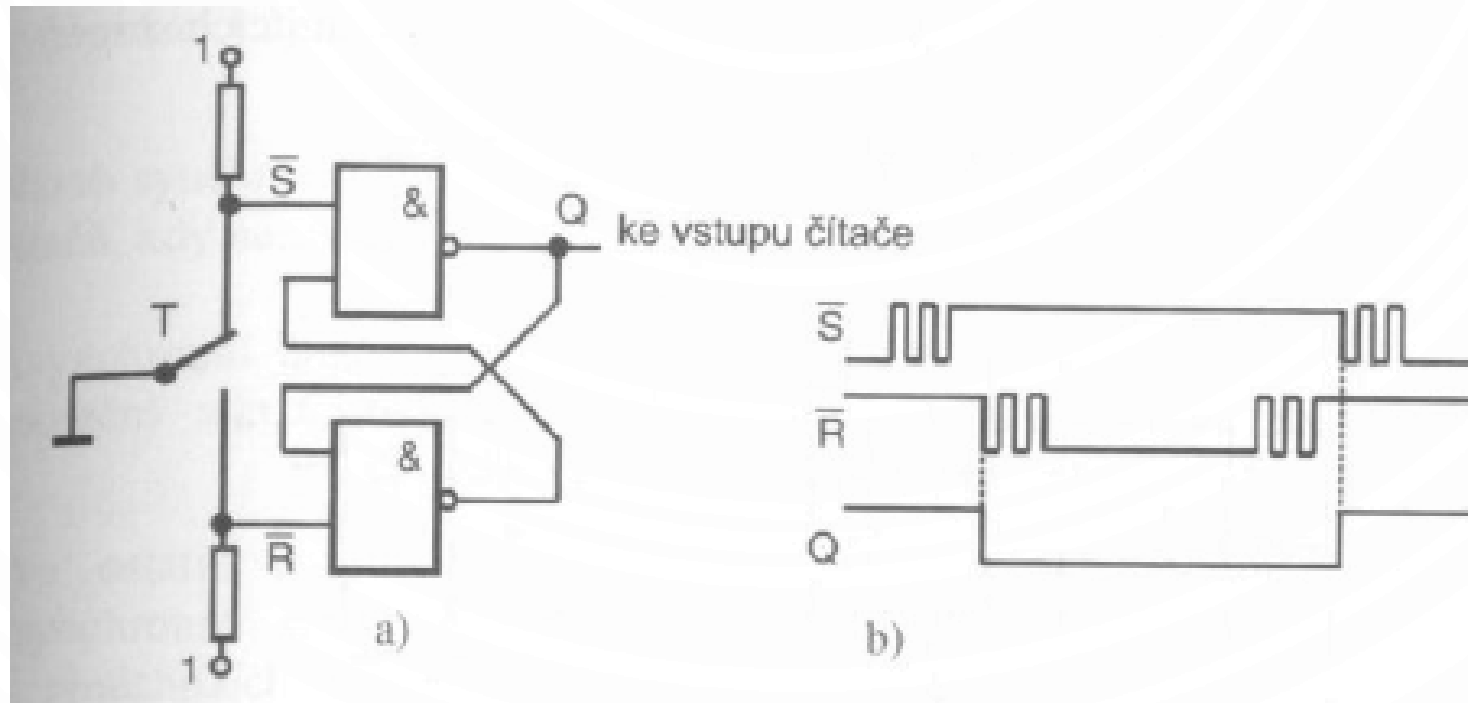 1
S̅
&
Q
ke vstupu čítače
T
&
R̅
1
a)
S̅
R̅
Q
b)